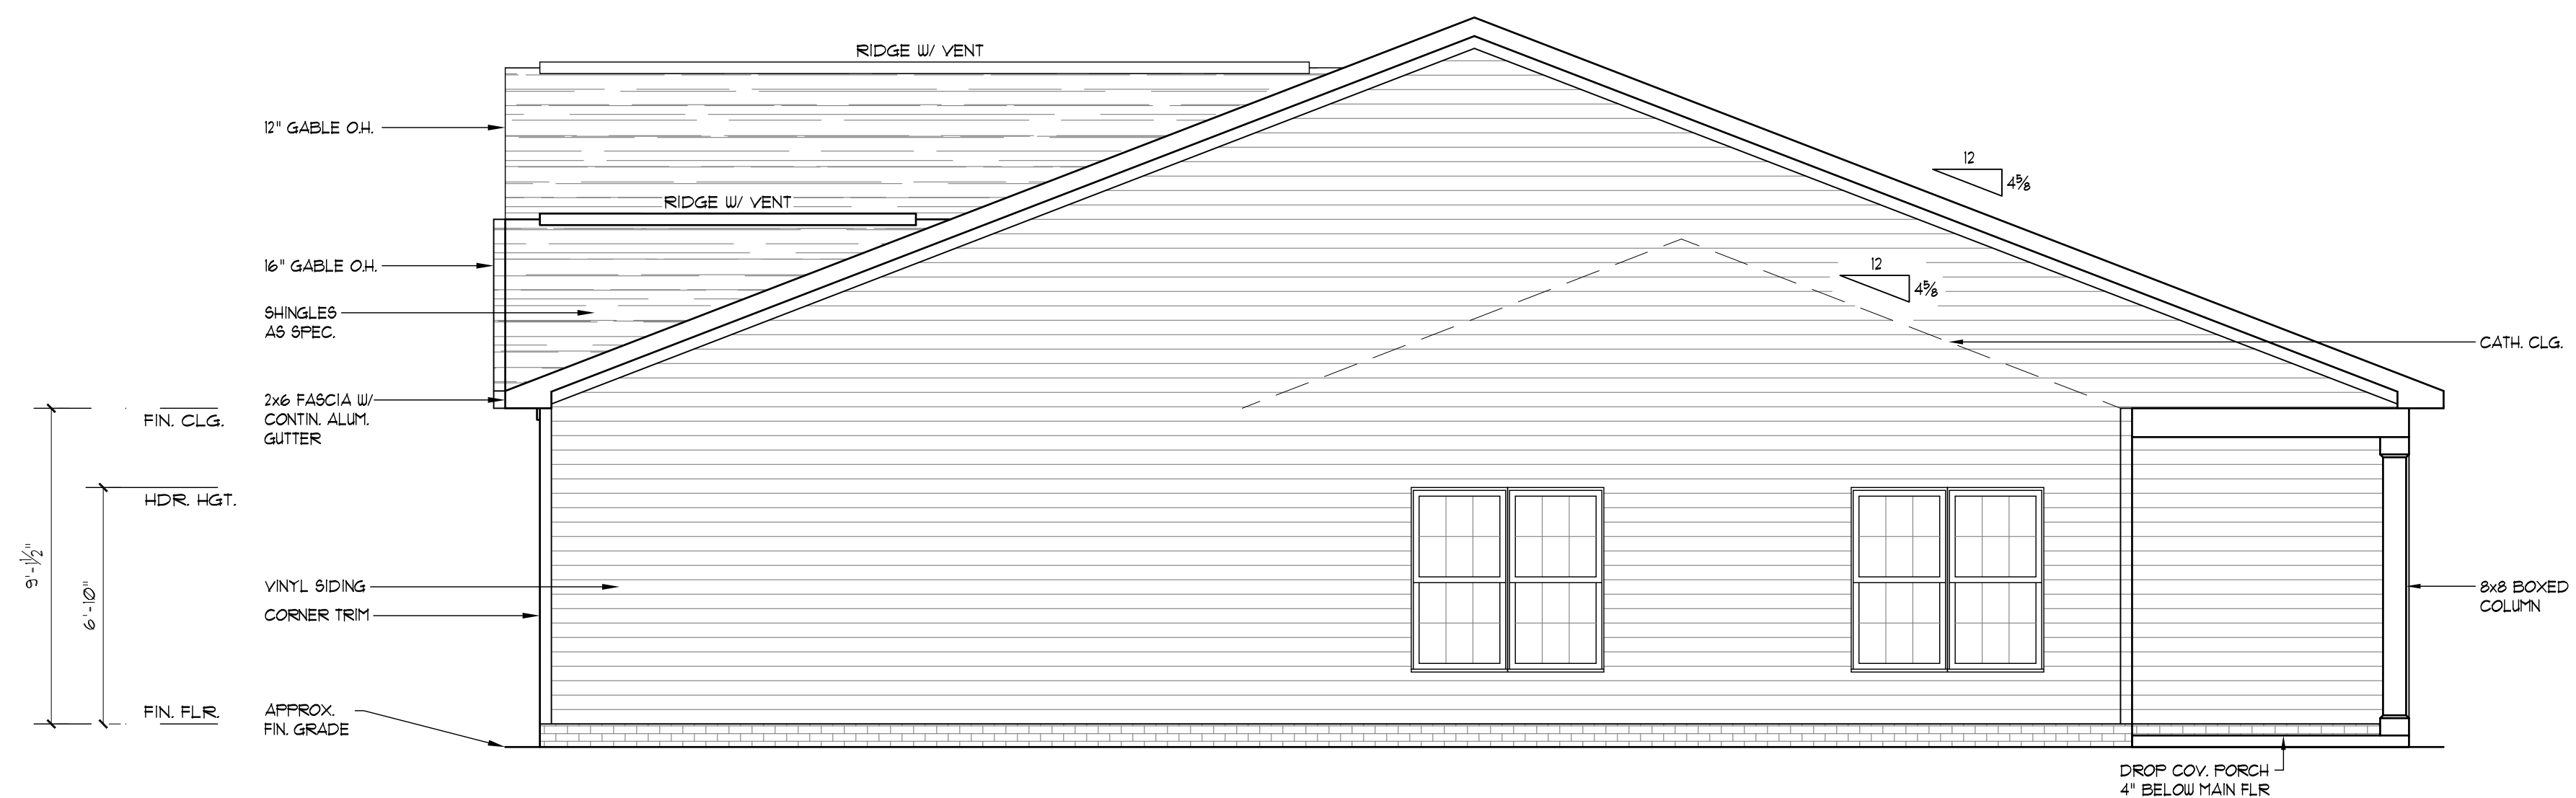 RIDGE W/ VENT
12" GABLE O.H.
12
4⅝
RIDGE W/ VENT
16" GABLE O.H.
12
4⅝
SHINGLES
AS SPEC.
CATH. CLG.
2x6 FASCIA W/
CONTIN. ALUM.
GUTTER
FIN. CLG.
HDR. HGT.
9'-1½"
6'-10"
VINYL SIDING
CORNER TRIM
8x8 BOXED
COLUMN
FIN. FLR.
APPROX.
FIN. GRADE
DROP COV. PORCH
4" BELOW MAIN FLR